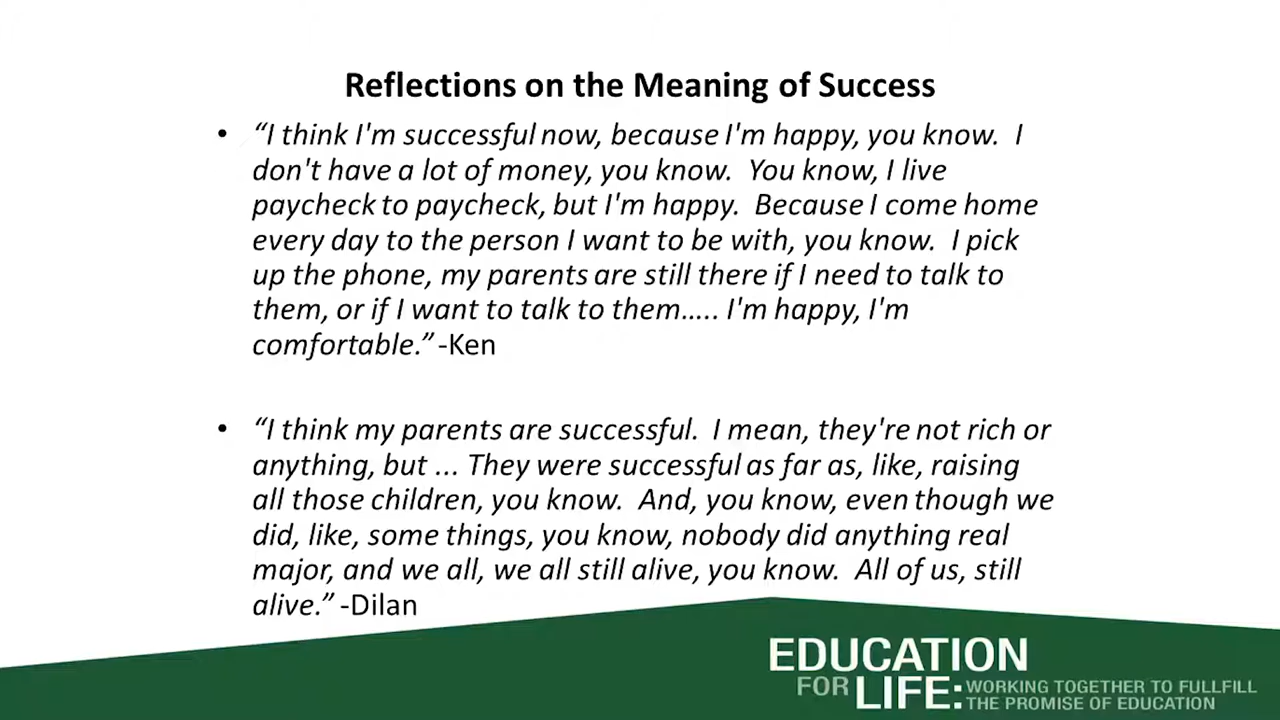 Reflections on the Meaning of Success
• “I think I'm successful now, because I'm happy, you know. I
don't have a lot of money, you know. You know, I live
paycheck to paycheck, but I'm happy. Because I come home
every day to the person I want to be with, you know. I pick
up the phone, my parents are still there if I need to talk to
them, or if I want to talk to them..... I'm happy, I'm
comfortable.” -Ken
• “I think my parents are successful. I mean, they're not rich or
anything, but ... They were successful as far as, like, raising
all those children, you know. And, you know, even though we
did, like, some things, you know, nobody did anything real
major, and we all, we all still alive, you know. All of us, still
alive.” -Dilan
EDUCATION
FOR LIFE: WORKING TOGETHER TO FULLFILL
THE PROMISE OF EDUCATION